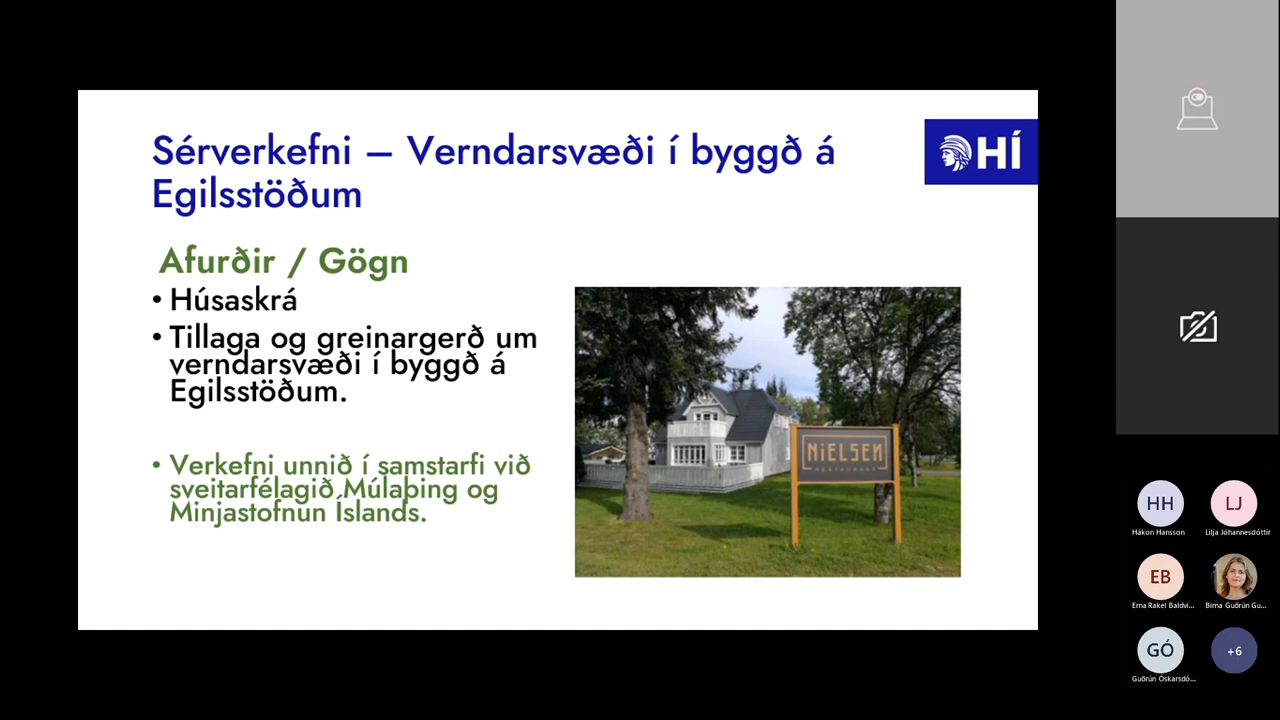 Sérverkefni – Verndarsvæði í byggð á
Egilsstöðum
HÍ
Afurðir / Gögn
• Húsaskrá
• Tillaga og greinargerð um
verndarsvæði í byggð á
Egilsstöðum.
• Verkefni unnið í samstarfi við
sveitarfélagið Múlaþing og
Minjastofnun Íslands.
NIELSEN
RESTAURANT
HH
LJ
Hákon Hansson
Lilja Jóhannesdóttir
EB
Erna Rakel Baldvi...
Birna Guðrún Gu...
GÓ
+6
Guðrún Óskarsdó...